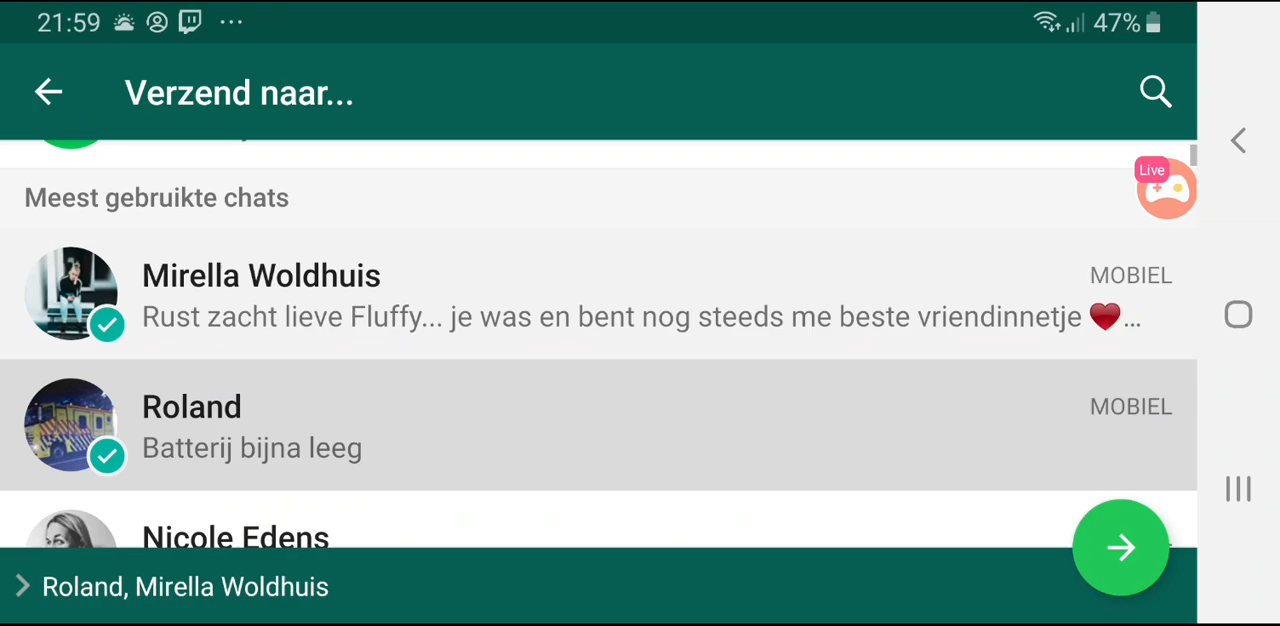 21:59 ... 47%
Verzend naar...
Meest gebruikte chats
Live
Mirella Woldhuis MOBIEL
Rust zacht lieve Fluffy... je was en bent nog steeds me beste vriendinnetje ❤️...
Roland MOBIEL
Batterij bijna leeg
Nicole Edens
Roland, Mirella Woldhuis